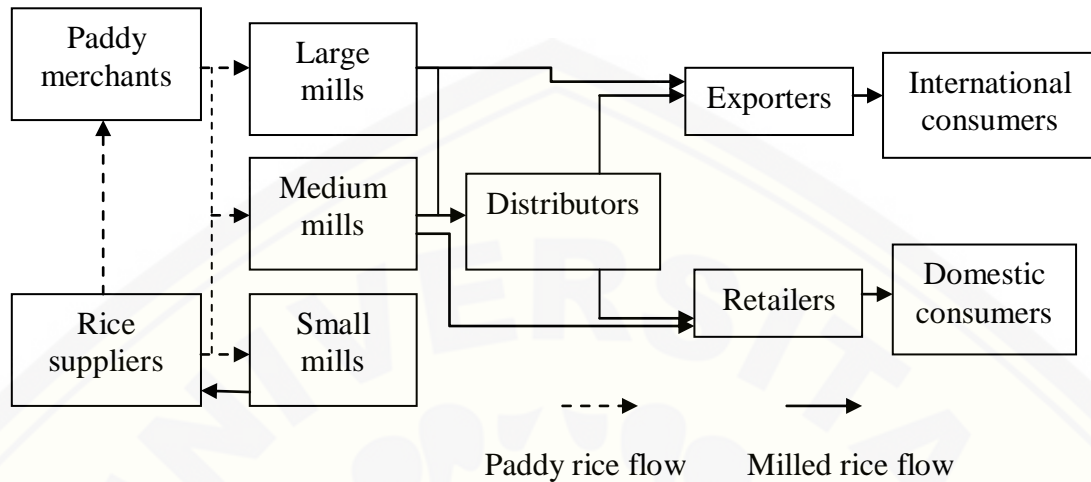 Paddy
merchants
Large
mills
Exporters
International
consumers
Medium
mills
Distributors
Rice
suppliers
Small
mills
Retailers
Domestic
consumers
Paddy rice flow
Milled rice flow
UNIVERSITA